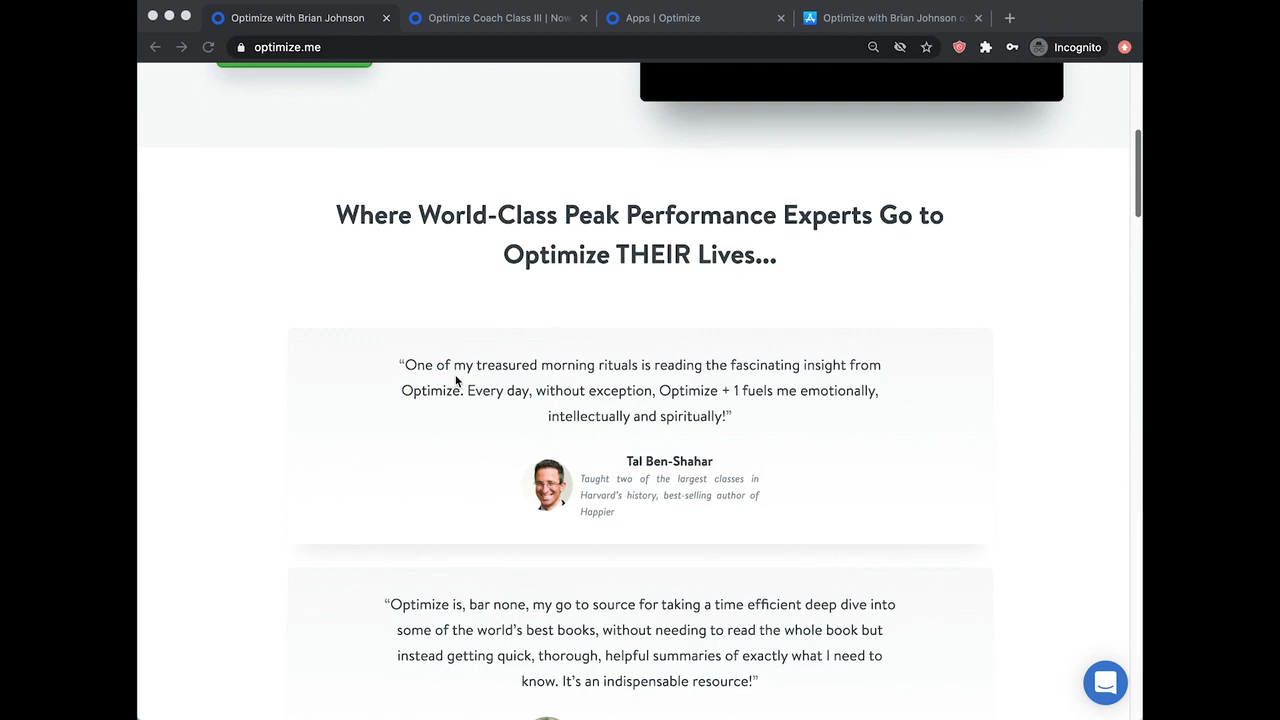 Optimize with Brian Johnson
Optimize Coach Class III | Now
Apps | Optimize
Optimize with Brian Johnson o
optimize.me
Incognito
Where World-Class Peak Performance Experts Go to
Optimize THEIR Lives...
“One of my treasured morning rituals is reading the fascinating insight from
Optimize. Every day, without exception, Optimize + 1 fuels me emotionally,
intellectually and spiritually!”
Tal Ben-Shahar
Taught two of the largest classes in
Harvard's history, best-selling author of
Happier
“Optimize is, bar none, my go to source for taking a time efficient deep dive into
some of the world’s best books, without needing to read the whole book but
instead getting quick, thorough, helpful summaries of exactly what I need to
know. It’s an indispensable resource!”